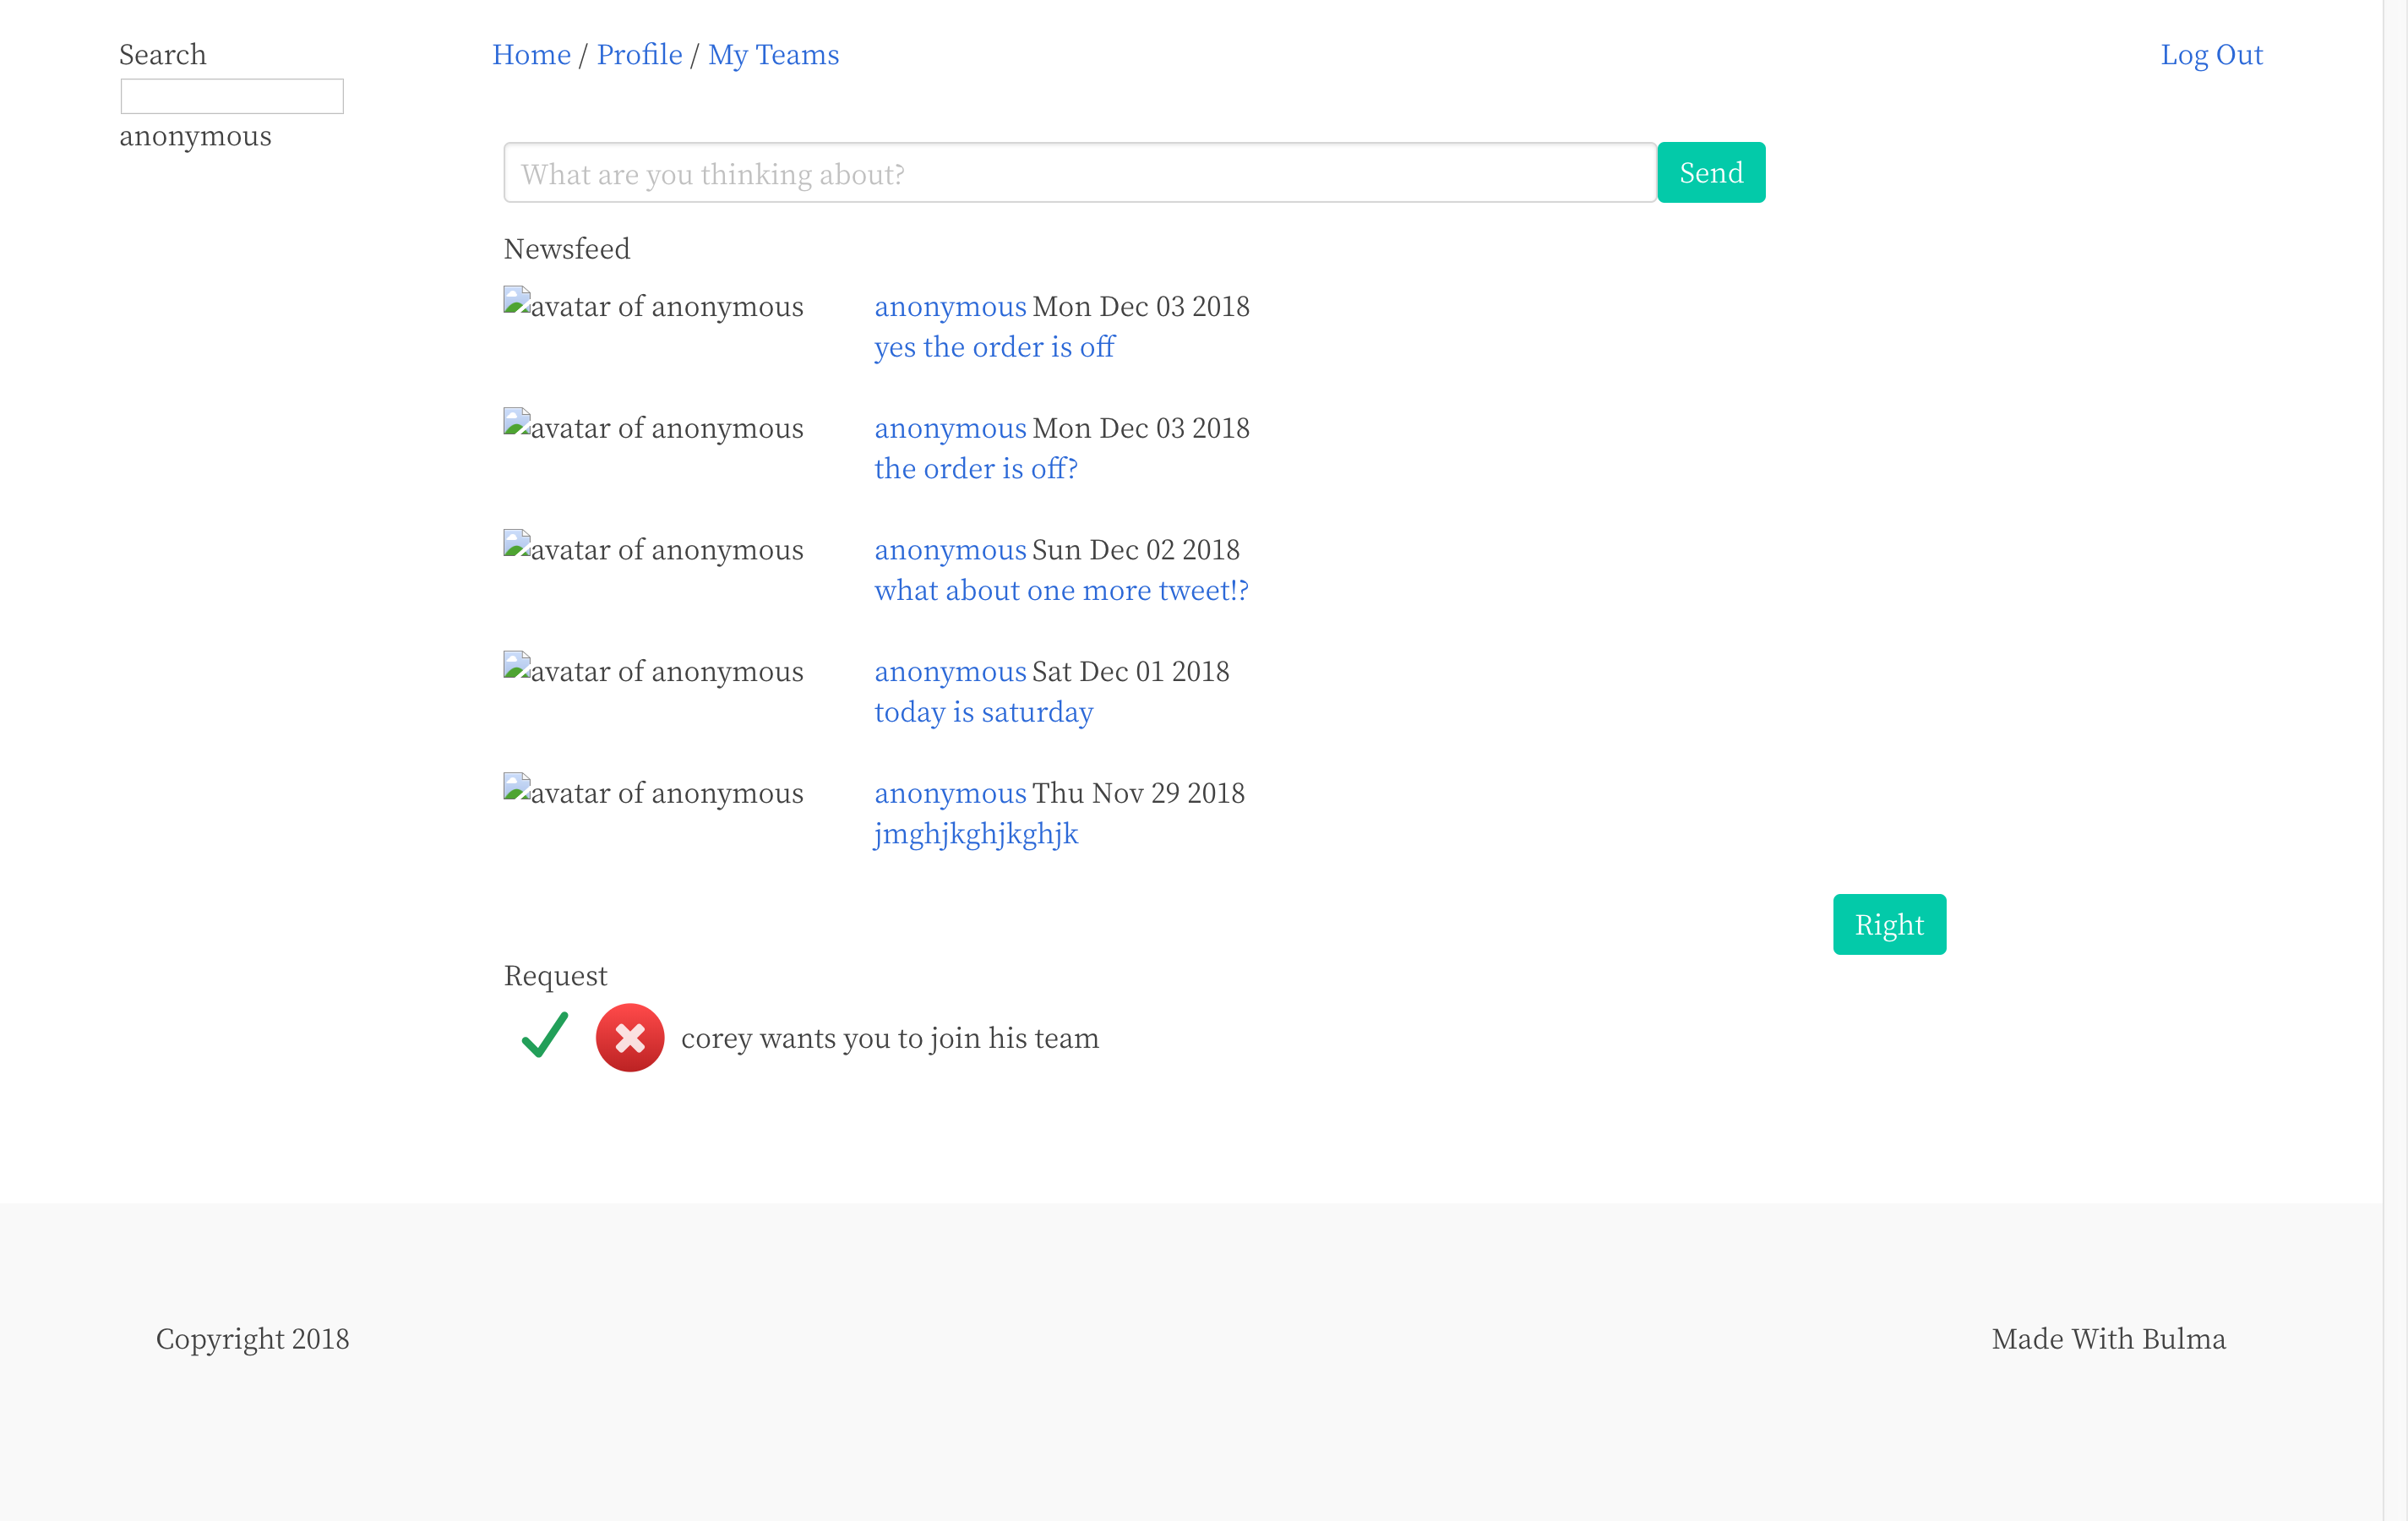 Search
Home / Profile / My Teams
Log Out
anonymous
What are you thinking about?
Send
Newsfeed
avatar of anonymous
anonymous Mon Dec 03 2018
yes the order is off
avatar of anonymous
anonymous Mon Dec 03 2018
the order is off?
avatar of anonymous
anonymous Sun Dec 02 2018
what about one more tweet!?
avatar of anonymous
anonymous Sat Dec 01 2018
today is saturday
avatar of anonymous
anonymous Thu Nov 29 2018
jmghjkghjkghjk
Right
Request
corey wants you to join his team
Copyright 2018
Made With Bulma